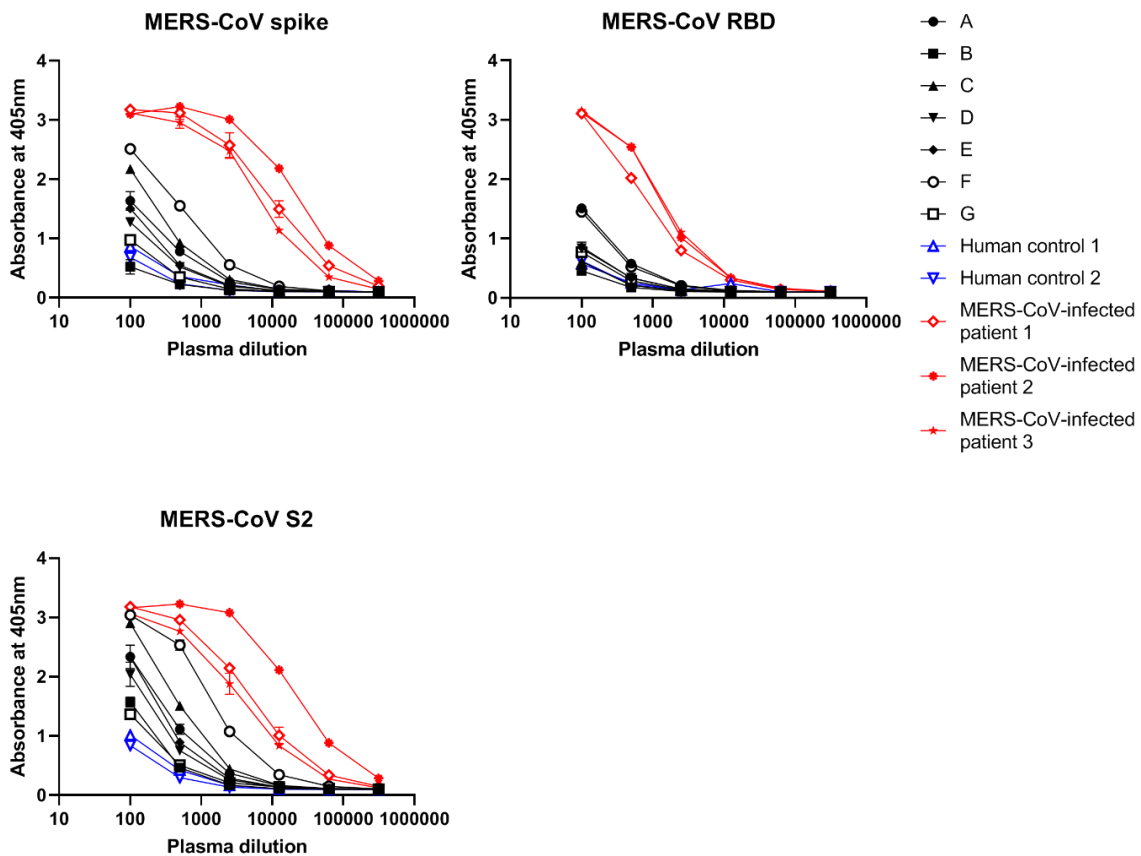 MERS-CoV spike
4
3
2
1
0
Absorbance at 405nm
10
100
1000
10000
100000
1000000
Plasma dilution
MERS-CoV RBD
4
3
2
1
0
Absorbance at 405nm
10
100
1000
10000
100000
1000000
Plasma dilution
A
B
C
D
E
F
G
Human control 1
Human control 2
MERS-CoV-infected
patient 1
MERS-CoV-infected
patient 2
MERS-CoV-infected
patient 3
MERS-CoV S2
4
3
2
1
0
Absorbance at 405nm
10
100
1000
10000
100000
1000000
Plasma dilution